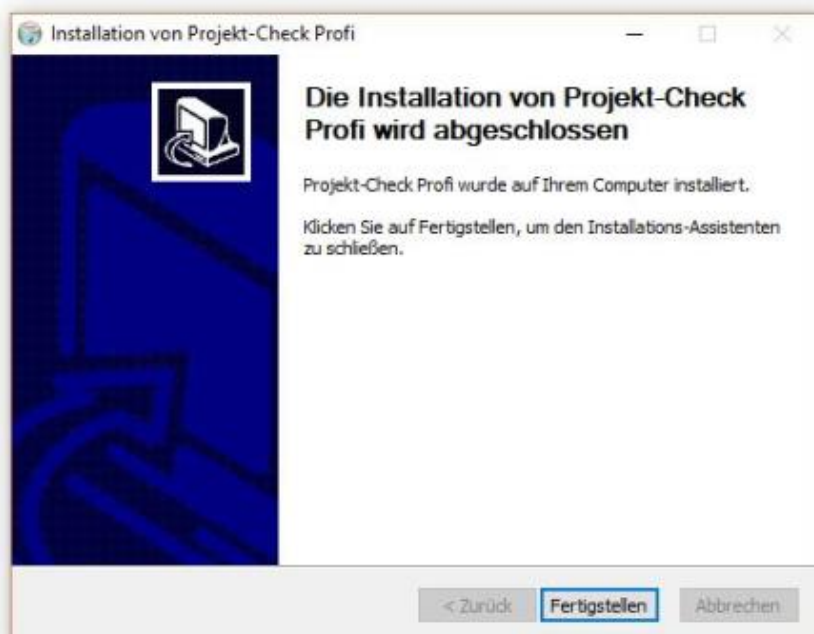 Installation von Projekt-Check Profi
Die Installation von Projekt-Check
Profi wird abgeschlossen
Projekt-Check Profi wurde auf Ihrem Computer installiert.
Klicken Sie auf Fertigstellen, um den Installations-Assistenten
zu schließen.
< Zurück Fertigstellen Abbrechen